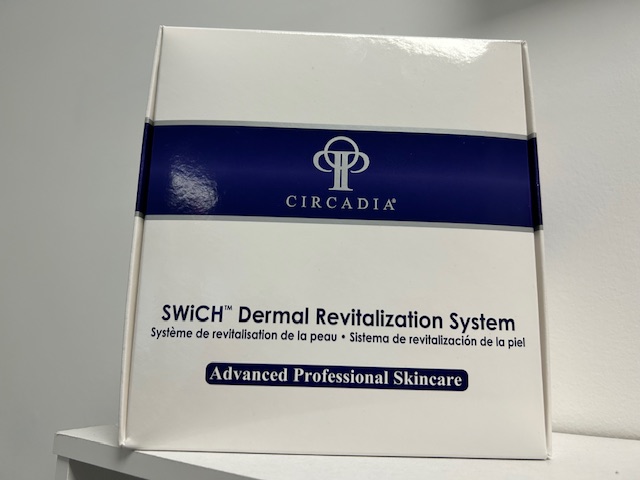 CIRCADIA®
SWiCH™ Dermal Revitalization System
Système de revitalisation de la peau • Sistema de revitalización de la piel
Advanced Professional Skincare